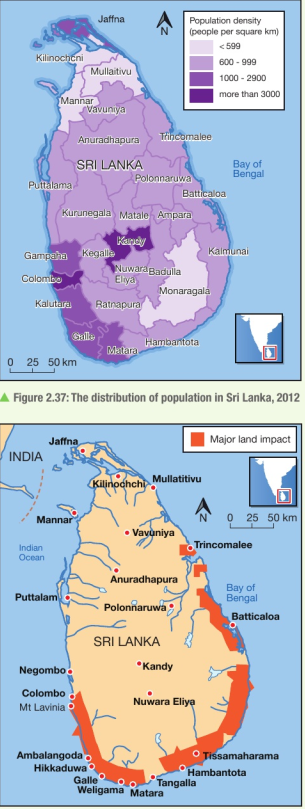 Jaffna
N
Population density
(people per square km)
< 599
600 - 999
1000 - 2900
more than 3000
Kilinochchi
Mullaitivu
Mannar
Vavuniya
Trincomalee
Anuradhapura
SRI LANKA
Bay of
Bengal
Polonnaruwa
Puttalama
Batticaloa
Kurunegala
Matale
Ampara
Kandy
Kalmunai
Gampaha
Kegalle
Nuwara
Eliya
Badulla
Colombo
Monaragala
Kalutara
Ratnapura
Galle
Hambantota
Matara
0 25 50 km
▲ Figure 2.37: The distribution of population in Sri Lanka, 2012
Major land impact
Jaffna
INDIA
Kilinochchi
Mullatitivu
N
0 25 50 km
Mannar
Vavuniya
Trincomalee
Indian
Ocean
Anuradhapura
Bay of
Bengal
Puttalam
Polonnaruwa
Batticaloa
SRI LANKA
Kandy
Negombo
Colombo
Mt Lavinia
Nuwara Eliya
Ambalangoda
Tissamaharama
Hikkaduwa
Hambantota
Galle
Tangalla
Weligama
Matara